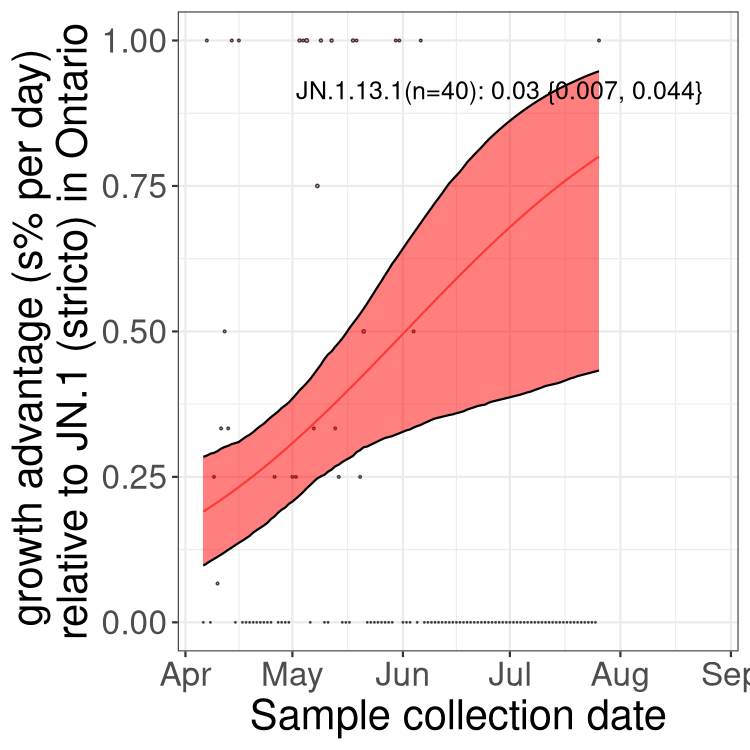 growth advantage (s% per day)
relative to JN.1 (stricto) in Ontario
1.00
0.75
0.50
0.25
0.00
JN.1.13.1(n=40): 0.03 {0.007, 0.044}
Apr May Jun Jul Aug Sep
Sample collection date